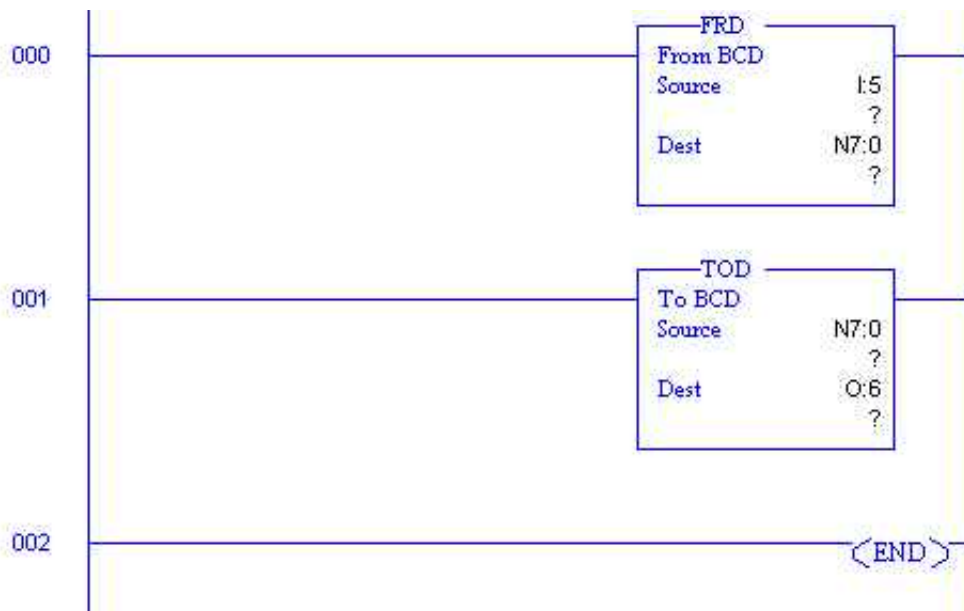 FRD
000
From BCD
Source I:5
?
Dest N7:0
?
TOD
001
To BCD
Source N7:0
?
Dest O:6
?
002
END